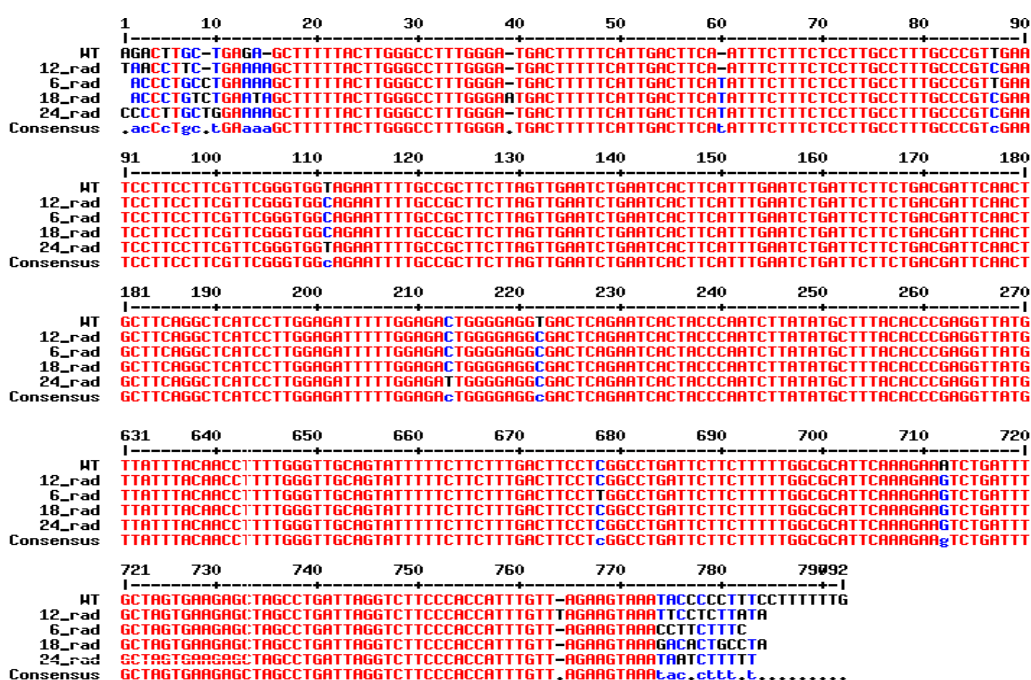 1 10 20 30 40 50 60 70 80 90
|--------+---------+---------+---------+---------+---------+---------+---------+---------|
WT AGACTTGC-TGAGA-GCTTTTTACTTGGGCCTTTGGGA-TGACTTTTTCATTGACTTCA-ATTTCTTTCTCCTTGCCTTTGCCCGTTGAA
12_rad TAACCTTC-TGAAAAGCTTTTTACTTGGGCCTTTGGGA-TGACTTTTTCATTGACTTCA-ATTTCTTTCTCCTTGCCTTTGCCCGTCGAA
6_rad ACCCTGCCTGAAAAGCTTTTTACTTGGGCCTTTGGGA-TGACTTTTTCATTGACTTCATATTTCTTTCTCCTTGCCTTTGCCCGTTGAA
18_rad ACCCTGTCTGAATAGCTTTTTACTTGGGCCTTTGGGAATGACTTTTTCATTGACTTCATATTTCTTTCTCCTTGCCTTTGCCCGTCGAA
24_rad CCCCTTGCTGGAAAAGCTTTTTACTTGGGCCTTTGGGA-TGACTTTTTCATTGACTTCATATTTCTTTCTCCTTGCCTTTGCCCGTCGAA
Consensus .acCcTgc.tGAaaaGCTTTTTACTTGGGCCTTTGGGA.TGACTTTTTCATTGACTTCAtATTTCTTTCTCCTTGCCTTTGCCCGTcGAA
91 100 110 120 130 140 150 160 170 180
|--------+---------+---------+---------+---------+---------+---------+---------+---------|
WT TCCTTCCTTCGTTCGGGTGGTAGAATTTTGCCGCTTCTTAGTTGAATCTGAATCACTTCATTTGAATCTGATTCTTCTGACGATTCAACT
12_rad TCCTTCCTTCGTTCGGGTGGCAGAATTTTGCCGCTTCTTAGTTGAATCTGAATCACTTCATTTGAATCTGATTCTTCTGACGATTCAACT
6_rad TCCTTCCTTCGTTCGGGTGGCAGAATTTTGCCGCTTCTTAGTTGAATCTGAATCACTTCATTTGAATCTGATTCTTCTGACGATTCAACT
18_rad TCCTTCCTTCGTTCGGGTGGCAGAATTTTGCCGCTTCTTAGTTGAATCTGAATCACTTCATTTGAATCTGATTCTTCTGACGATTCAACT
24_rad TCCTTCCTTCGTTCGGGTGGTAGAATTTTGCCGCTTCTTAGTTGAATCTGAATCACTTCATTTGAATCTGATTCTTCTGACGATTCAACT
Consensus TCCTTCCTTCGTTCGGGTGGcAGAATTTTGCCGCTTCTTAGTTGAATCTGAATCACTTCATTTGAATCTGATTCTTCTGACGATTCAACT
181 190 200 210 220 230 240 250 260 270
|--------+---------+---------+---------+---------+---------+---------+---------+---------|
WT GCTTCAGGCTCATCCTTGGAGATTTTTGGAGACTGGGGAGGTGACTCAGAATCACTACCCAATCTTATATGCTTTACACCCGAGGTTATG
12_rad GCTTCAGGCTCATCCTTGGAGATTTTTGGAGACTGGGGAGGCGACTCAGAATCACTACCCAATCTTATATGCTTTACACCCGAGGTTATG
6_rad GCTTCAGGCTCATCCTTGGAGATTTTTGGAGACTGGGGAGGCGACTCAGAATCACTACCCAATCTTATATGCTTTACACCCGAGGTTATG
18_rad GCTTCAGGCTCATCCTTGGAGATTTTTGGAGACTGGGGAGGCGACTCAGAATCACTACCCAATCTTATATGCTTTACACCCGAGGTTATG
24_rad GCTTCAGGCTCATCCTTGGAGATTTTTGGAGATTGGGGAGGCGACTCAGAATCACTACCCAATCTTATATGCTTTACACCCGAGGTTATG
Consensus GCTTCAGGCTCATCCTTGGAGATTTTTGGAGAcTGGGGAGGcGACTCAGAATCACTACCCAATCTTATATGCTTTACACCCGAGGTTATG
631 640 650 660 670 680 690 700 710 720
|--------+---------+---------+---------+---------+---------+---------+---------+---------|
WT TTATTTACAACCTTTTGGGTTGCAGTATTTTTCTTCTTTGACTTCCTCGGCCTGATTCTTCTTTTTGGCGCATTCAAAGAAATCTGATTT
12_rad TTATTTACAACCTTTTGGGTTGCAGTATTTTTCTTCTTTGACTTCCTCGGCCTGATTCTTCTTTTTGGCGCATTCAAAGAAGTCTGATTT
6_rad TTATTTACAACCTTTTGGGTTGCAGTATTTTTCTTCTTTGACTTCCTTGGCCTGATTCTTCTTTTTGGCGCATTCAAAGAAGTCTGATTT
18_rad TTATTTACAACCTTTTGGGTTGCAGTATTTTTCTTCTTTGACTTCCTCGGCCTGATTCTTCTTTTTGGCGCATTCAAAGAAGTCTGATTT
24_rad TTATTTACAACCTTTTGGGTTGCAGTATTTTTCTTCTTTGACTTCCTCGGCCTGATTCTTCTTTTTGGCGCATTCAAAGAAGTCTGATTT
Consensus TTATTTACAACCTTTTGGGTTGCAGTATTTTTCTTCTTTGACTTCCTcGGCCTGATTCTTCTTTTTGGCGCATTCAAAGAAgTCTGATTT
721 730 740 750 760 770 780 790792
|--------+---------+---------+---------+---------+---------+---------+-|
WT GCTAGTGAAGAGCTAGCCTGATTAGGTCTTCCCACCATTTGTT-AGAAGTAAATACCCCCTTTCCTTTTTTG
12_rad GCTAGTGAAGAGCTAGCCTGATTAGGTCTTCCCACCATTTGTTTAGAAGTAAATTCCTCTTATA
6_rad GCTAGTGAAGAGCTAGCCTGATTAGGTCTTCCCACCATTTGTT-AGAAGTAAACCTTCTTTC
18_rad GCTAGTGAAGAGCTAGCCTGATTAGGTCTTCCCACCATTTGTT-AGAAGTAAAGACACTGCCTA
24_rad GCTAGTGAAGAGCTAGCCTGATTAGGTCTTCCCACCATTTGTT-AGAAGTAAATAATCTTTTT
Consensus GCTAGTGAAGAGCTAGCCTGATTAGGTCTTCCCACCATTTGTT.AGAAGTAAAtac.cttt.t.........